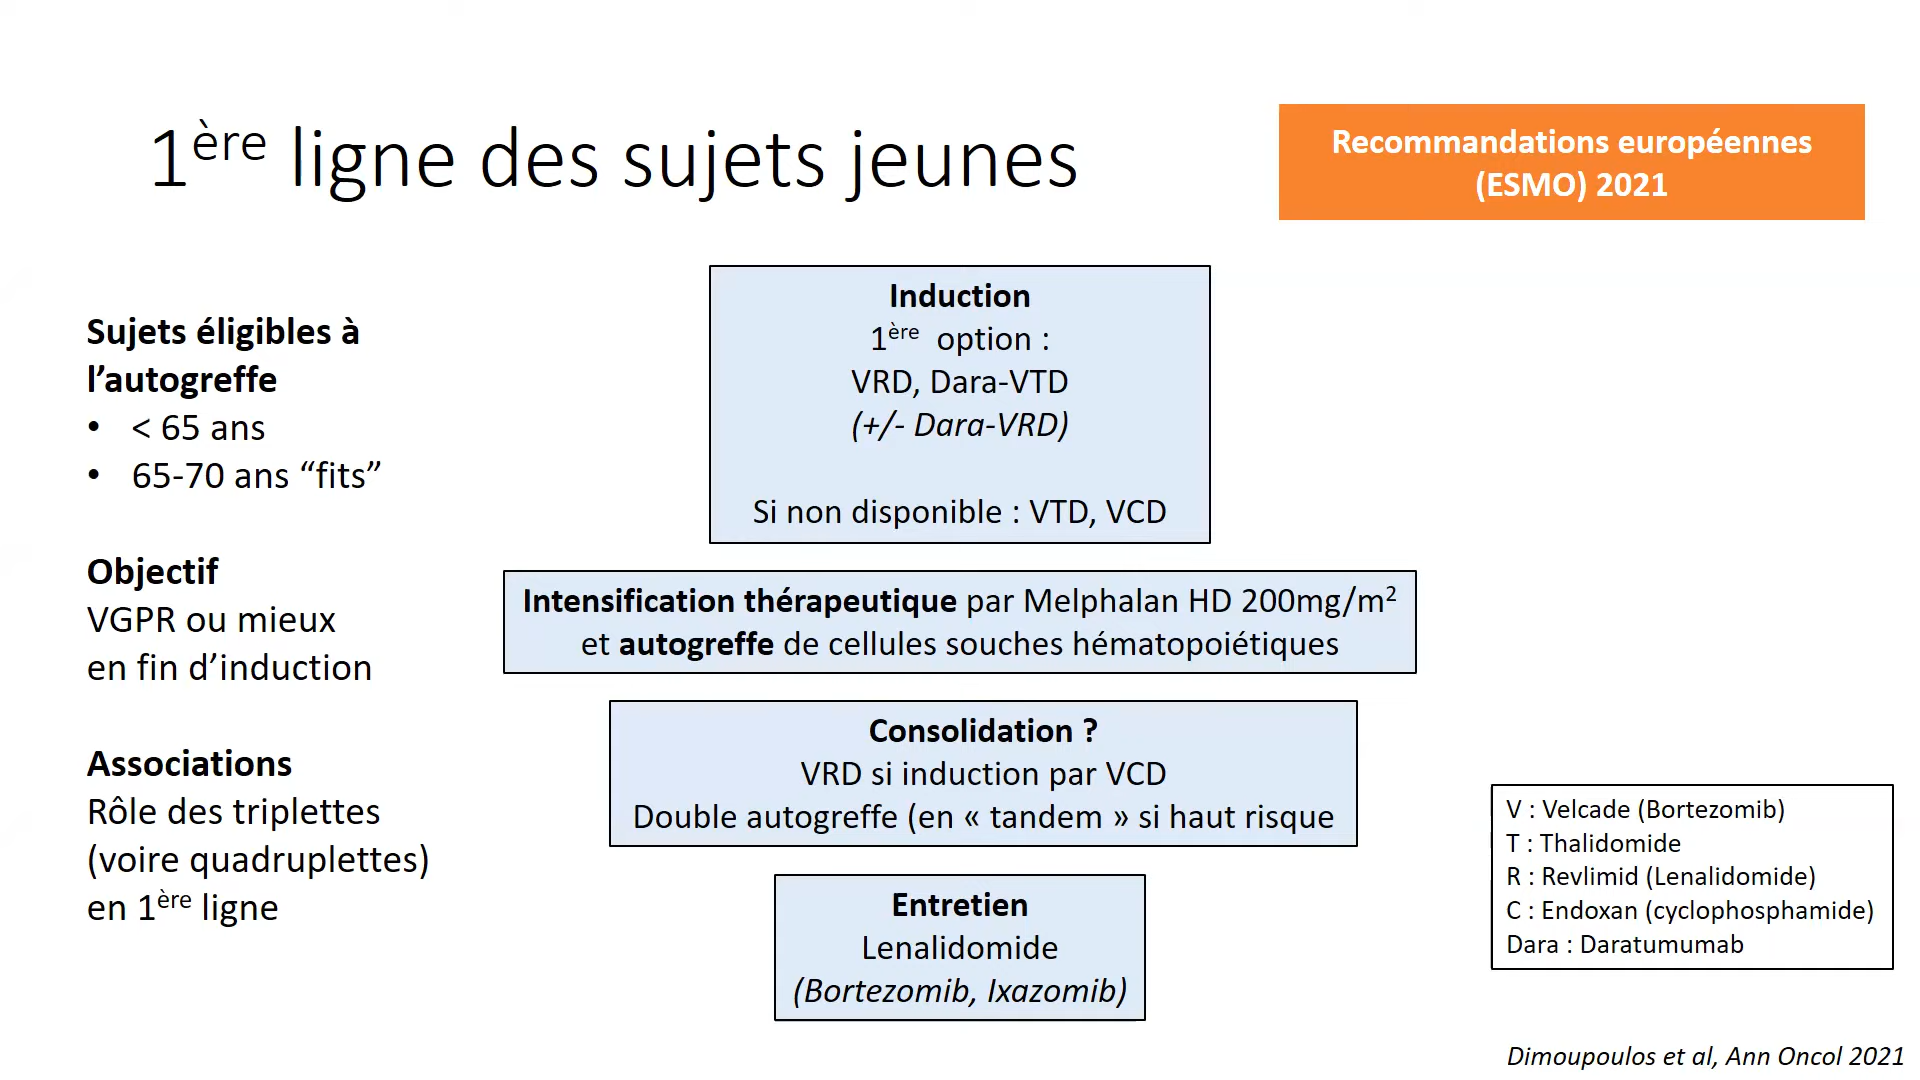 1ère ligne des sujets jeunes
Recommandations européennes
(ESMO) 2021
Sujets éligibles à
l’autogreffe
• < 65 ans
• 65-70 ans “fits”
Objectif
VGPR ou mieux
en fin d’induction
Associations
Rôle des triplettes
(voire quadruplettes)
en 1ère ligne
Induction
1ère option :
VRD, Dara-VTD
(+/- Dara-VRD)
Si non disponible : VTD, VCD
Intensification thérapeutique par Melphalan HD 200mg/m²
et autogreffe de cellules souches hématopoiétiques
Consolidation ?
VRD si induction par VCD
Double autogreffe (en « tandem » si haut risque
Entretien
Lenalidomide
(Bortezomib, Ixazomib)
V : Velcade (Bortezomib)
T : Thalidomide
R : Revlimid (Lenalidomide)
C : Endoxan (cyclophosphamide)
Dara : Daratumumab
Dimoupoulos et al, Ann Oncol 2021